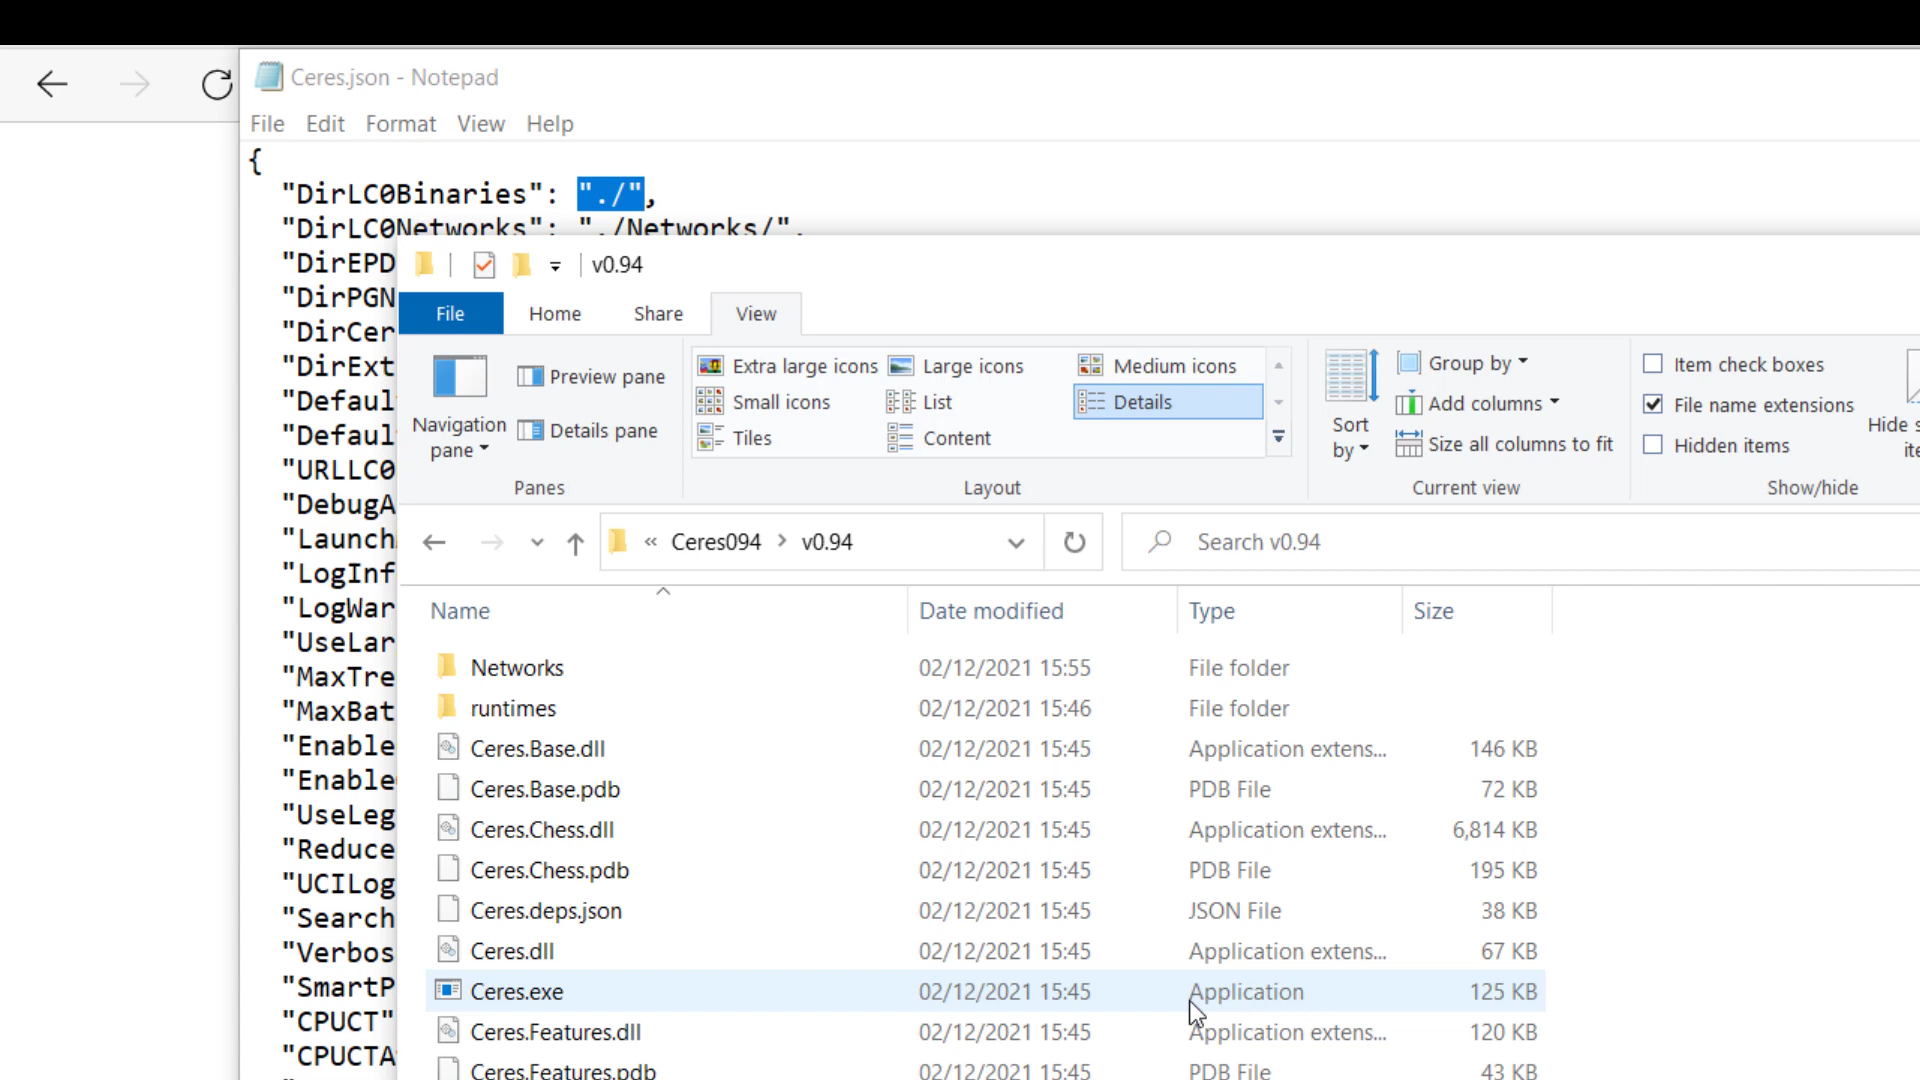 Ceres.json - Notepad
File Edit Format View Help
{
"DirLC0Binaries": "./",
"DirLC0Networks": "./Networks/",
"DirEPD
"DirPGN
"DirCer
"DirExt
"Defaul
"Defaul
"URLLC0
"DebugA
"Launch
"LogInf
"LogWar
"UseLar
"MaxTre
"MaxBat
"Enable
"Enable
"UseLeg
"Reduce
"UCILog
"Search
"Verbos
"SmartP
"CPUCT"
"CPUCTA
v0.94
File Home Share View
Navigation pane
Preview pane
Details pane
Panes
Extra large icons Large icons Medium icons
Small icons List Details
Tiles Content
Layout
Sort by
Group by
Add columns
Size all columns to fit
Current view
Item check boxes
File name extensions
Hidden items
Hide s
ite
Show/hide
« Ceres094 > v0.94
Search v0.94
Name Date modified Type Size
Networks 02/12/2021 15:55 File folder
runtimes 02/12/2021 15:46 File folder
Ceres.Base.dll 02/12/2021 15:45 Application extens... 146 KB
Ceres.Base.pdb 02/12/2021 15:45 PDB File 72 KB
Ceres.Chess.dll 02/12/2021 15:45 Application extens... 6,814 KB
Ceres.Chess.pdb 02/12/2021 15:45 PDB File 195 KB
Ceres.deps.json 02/12/2021 15:45 JSON File 38 KB
Ceres.dll 02/12/2021 15:45 Application extens... 67 KB
Ceres.exe 02/12/2021 15:45 Application 125 KB
Ceres.Features.dll 02/12/2021 15:45 Application extens... 120 KB
Ceres.Features.pdb 02/12/2021 15:45 PDB File 43 KB